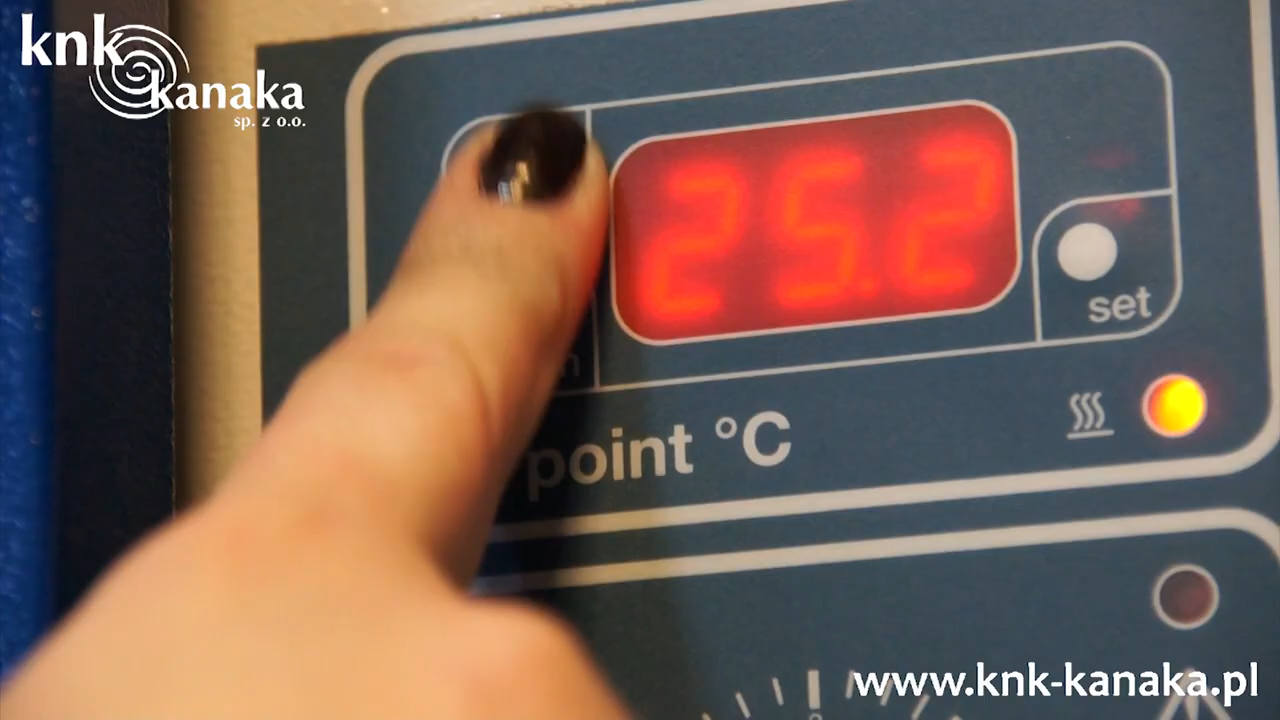 knk
kanaka
sp. z o.o.
25.2
set
point °C
www.knk-kanaka.pl